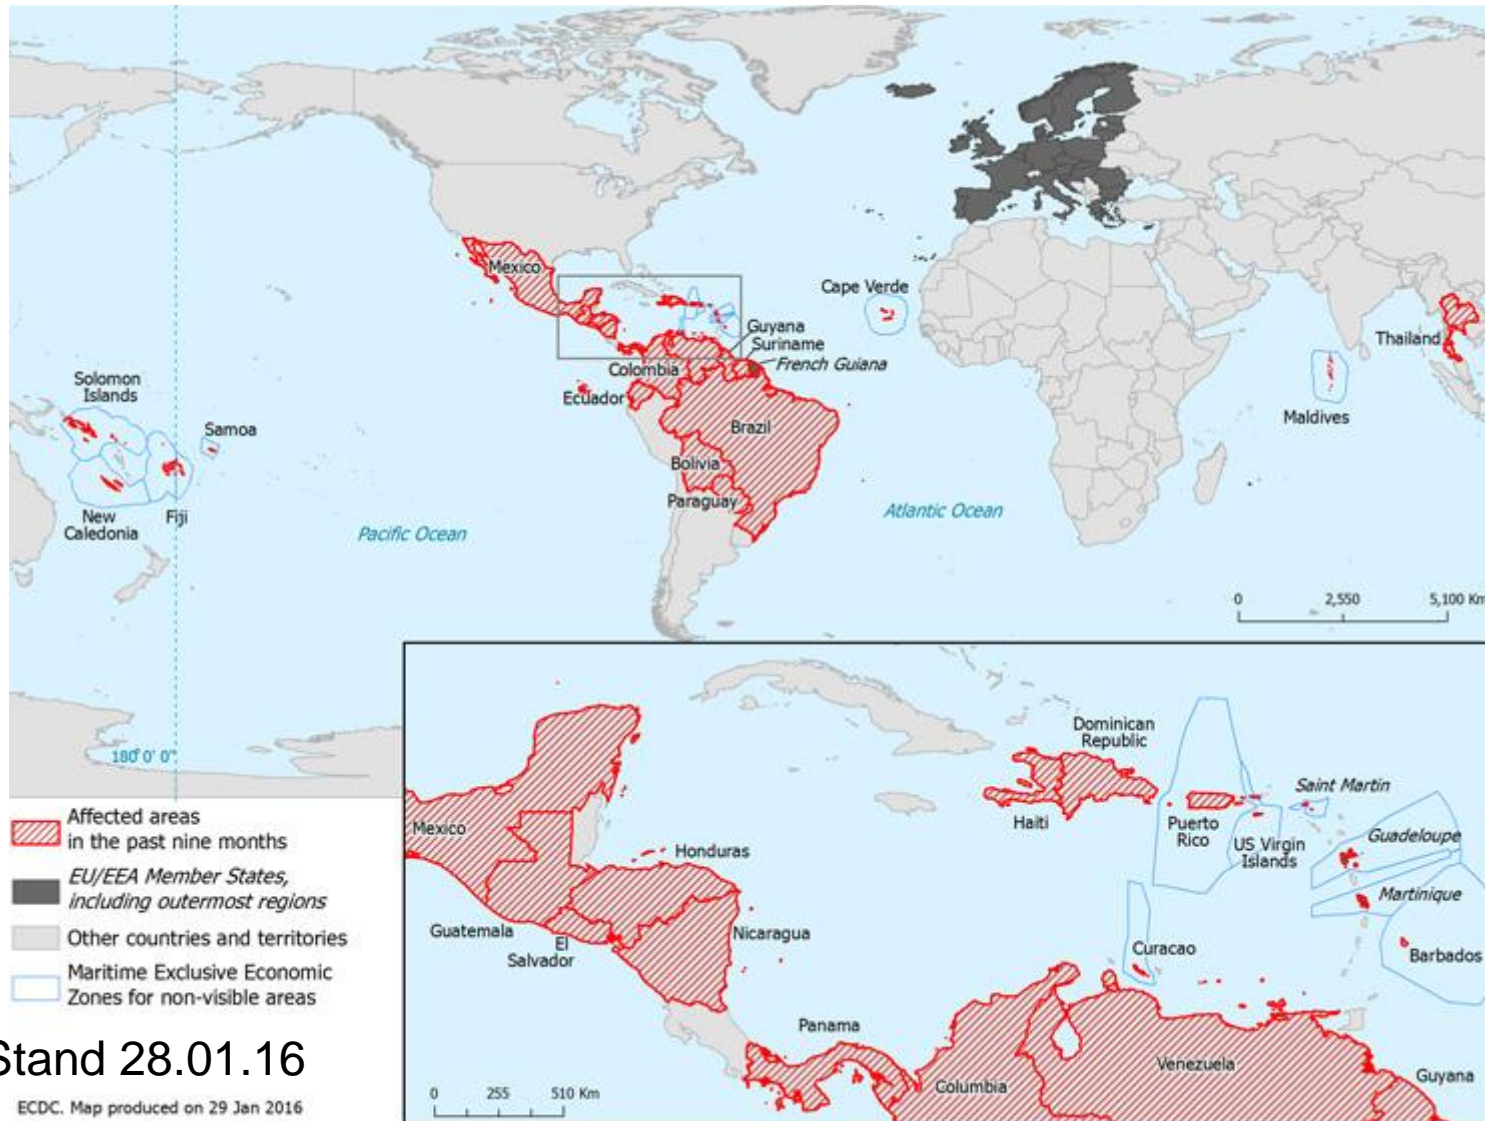 Mexico
Cape Verde
Guyana
Suriname
French Guiana
Thailand
Colombia
Solomon
Islands
Ecuador
Maldives
Samoa
Brazil
Bolivia
Paraguay
New
Caledonia
Fiji
Atlantic Ocean
Pacific Ocean
0 2,550 5,100 Km
180° 0' 0"
Dominican
Republic
Saint Martin
Mexico
Haiti
Puerto
Rico
US Virgin
Islands
Guadeloupe
Honduras
Martinique
Guatemala
El
Salvador
Nicaragua
Curacao
Barbados
Panama
Venezuela
Columbia
Guyana
0 255 510 Km
Affected areas
in the past nine months
EU/EEA Member States,
including outermost regions
Other countries and territories
Maritime Exclusive Economic
Zones for non-visible areas
Stand 28.01.16
ECDC. Map produced on 29 Jan 2016